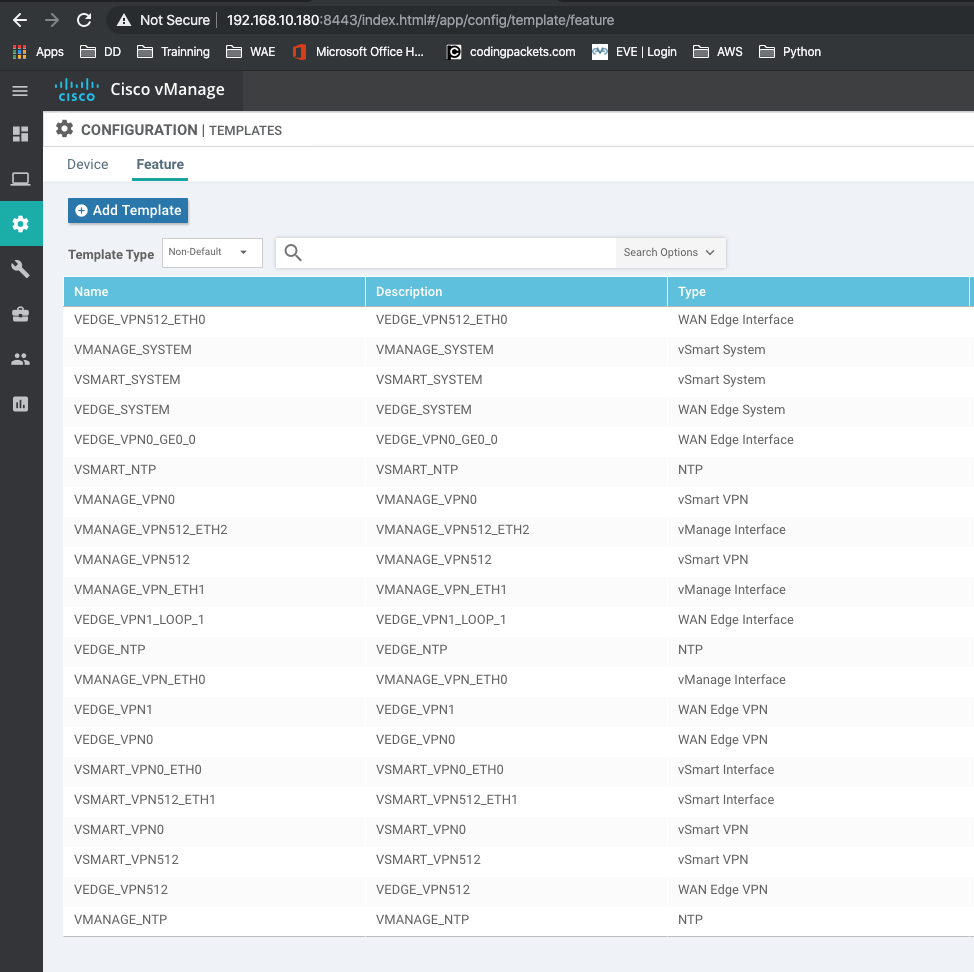 Not Secure 192.168.10.180:8443/index.html#/app/config/template/feature
Apps DD Trainning WAE Microsoft Office H... codingpackets.com EVE | Login AWS Python
CISCO Cisco vManage
CONFIGURATION | TEMPLATES
Device Feature
Add Template
Template Type Non-Default Search Options
Name Description Type
VEDGE_VPN512_ETH0 VEDGE_VPN512_ETH0 WAN Edge Interface
VMANAGE_SYSTEM VMANAGE_SYSTEM vSmart System
VSMART_SYSTEM VSMART_SYSTEM vSmart System
VEDGE_SYSTEM VEDGE_SYSTEM WAN Edge System
VEDGE_VPN0_GE0_0 VEDGE_VPN0_GE0_0 WAN Edge Interface
VSMART_NTP VSMART_NTP NTP
VMANAGE_VPN0 VMANAGE_VPN0 vSmart VPN
VMANAGE_VPN512_ETH2 VMANAGE_VPN512_ETH2 vManage Interface
VMANAGE_VPN512 VMANAGE_VPN512 vSmart VPN
VMANAGE_VPN_ETH1 VMANAGE_VPN_ETH1 vManage Interface
VEDGE_VPN1_LOOP_1 VEDGE_VPN1_LOOP_1 WAN Edge Interface
VEDGE_NTP VEDGE_NTP NTP
VMANAGE_VPN_ETH0 VMANAGE_VPN_ETH0 vManage Interface
VEDGE_VPN1 VEDGE_VPN1 WAN Edge VPN
VEDGE_VPN0 VEDGE_VPN0 WAN Edge VPN
VSMART_VPN0_ETH0 VSMART_VPN0_ETH0 vSmart Interface
VSMART_VPN512_ETH1 VSMART_VPN512_ETH1 vSmart Interface
VSMART_VPN0 VSMART_VPN0 vSmart VPN
VSMART_VPN512 VSMART_VPN512 vSmart VPN
VEDGE_VPN512 VEDGE_VPN512 WAN Edge VPN
VMANAGE_NTP VMANAGE_NTP NTP